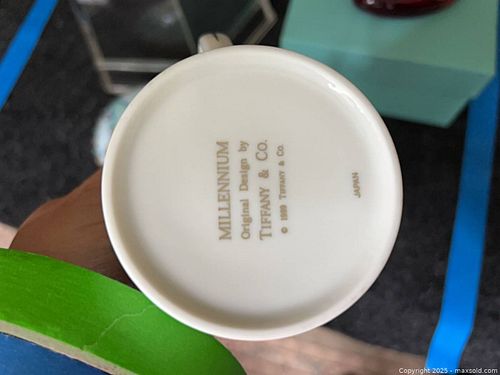 MILLENNIUM
Original Design by
TIFFANY & CO.
© 1999 TIFFANY & CO.
JAPAN
Copyright 2025 - maxsold.com